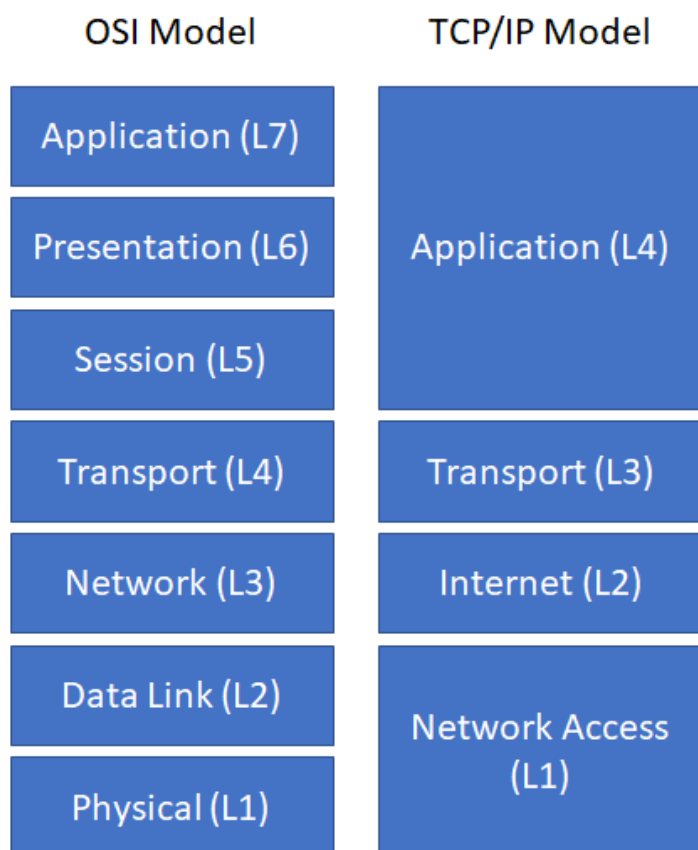 OSI Model
TCP/IP Model
Application (L7)
Presentation (L6)
Session (L5)
Transport (L4)
Network (L3)
Data Link (L2)
Physical (L1)
Application (L4)
Transport (L3)
Internet (L2)
Network Access
(L1)